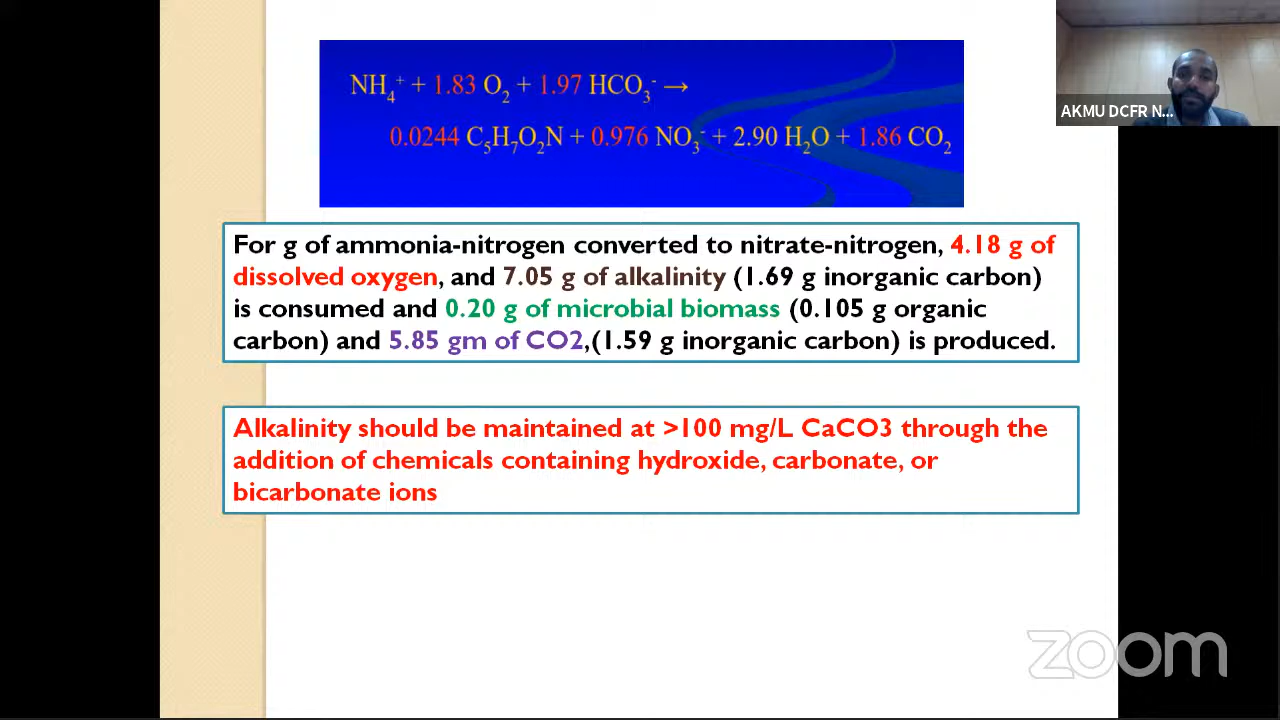 NH₄⁺ + 1.83 O₂ + 1.97 HCO₃⁻ →
0.0244 C₅H₇O₂N + 0.976 NO₃⁻ + 2.90 H₂O + 1.86 CO₂
AKMU DCFR N...
For g of ammonia-nitrogen converted to nitrate-nitrogen, 4.18 g of
dissolved oxygen, and 7.05 g of alkalinity (1.69 g inorganic carbon)
is consumed and 0.20 g of microbial biomass (0.105 g organic
carbon) and 5.85 gm of CO2,(1.59 g inorganic carbon) is produced.
Alkalinity should be maintained at >100 mg/L CaCO3 through the
addition of chemicals containing hydroxide, carbonate, or
bicarbonate ions
zoom